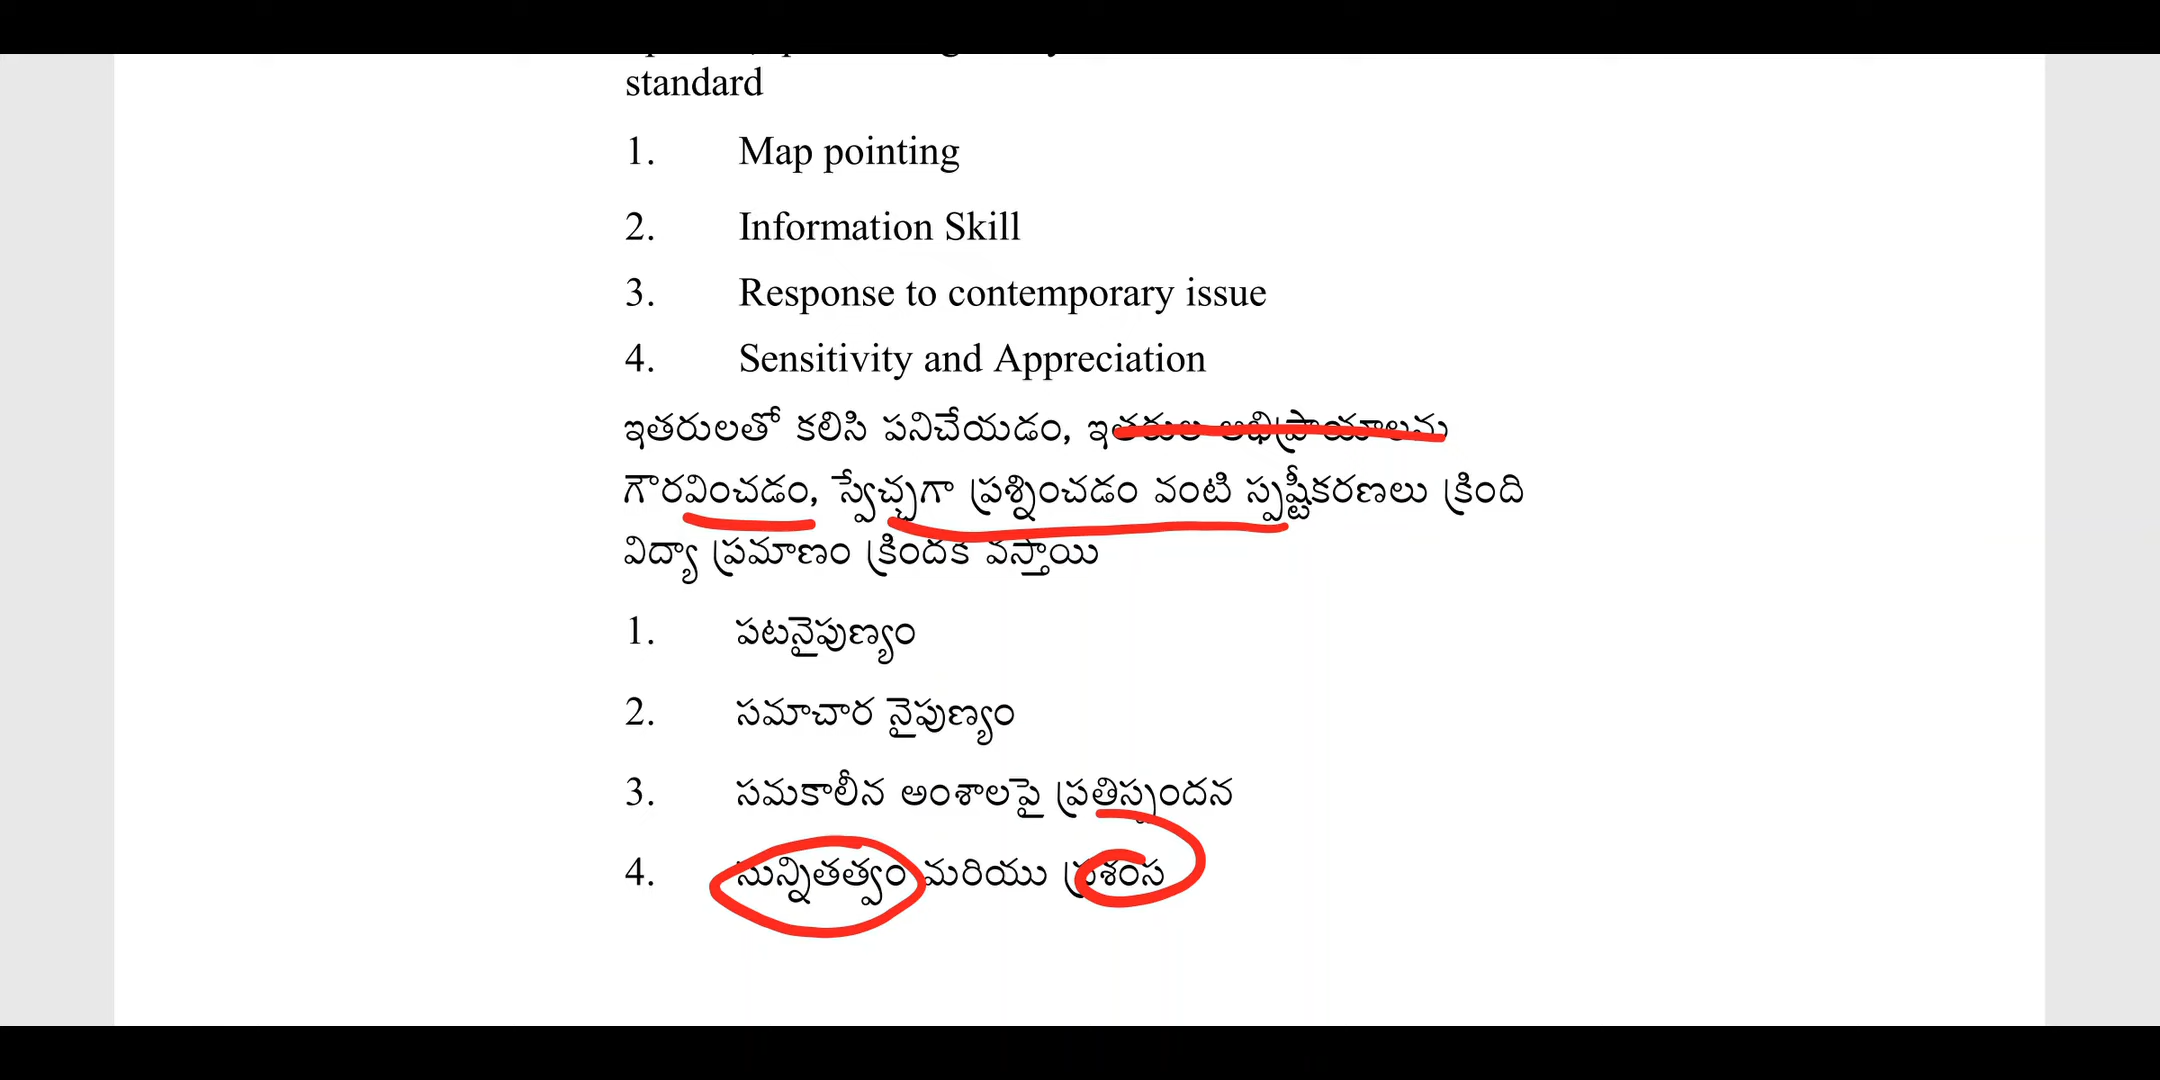 standard
1. Map pointing
2. Information Skill
3. Response to contemporary issue
4. Sensitivity and Appreciation
ఇతరులతో కలిసి పనిచేయడం, ఇతరుల అభిప్రాయాలను
గౌరవించడం, స్వేచ్ఛగా ప్రశ్నించడం వంటి స్పష్టీకరణలు క్రింది
విద్యా ప్రమాణం క్రిందకి వస్తాయి
1. పటనైపుణ్యం
2. సమాచార నైపుణ్యం
3. సమకాలీన అంశాలపై ప్రతిస్పందన
4. సున్నితత్వం మరియు ప్రశంస